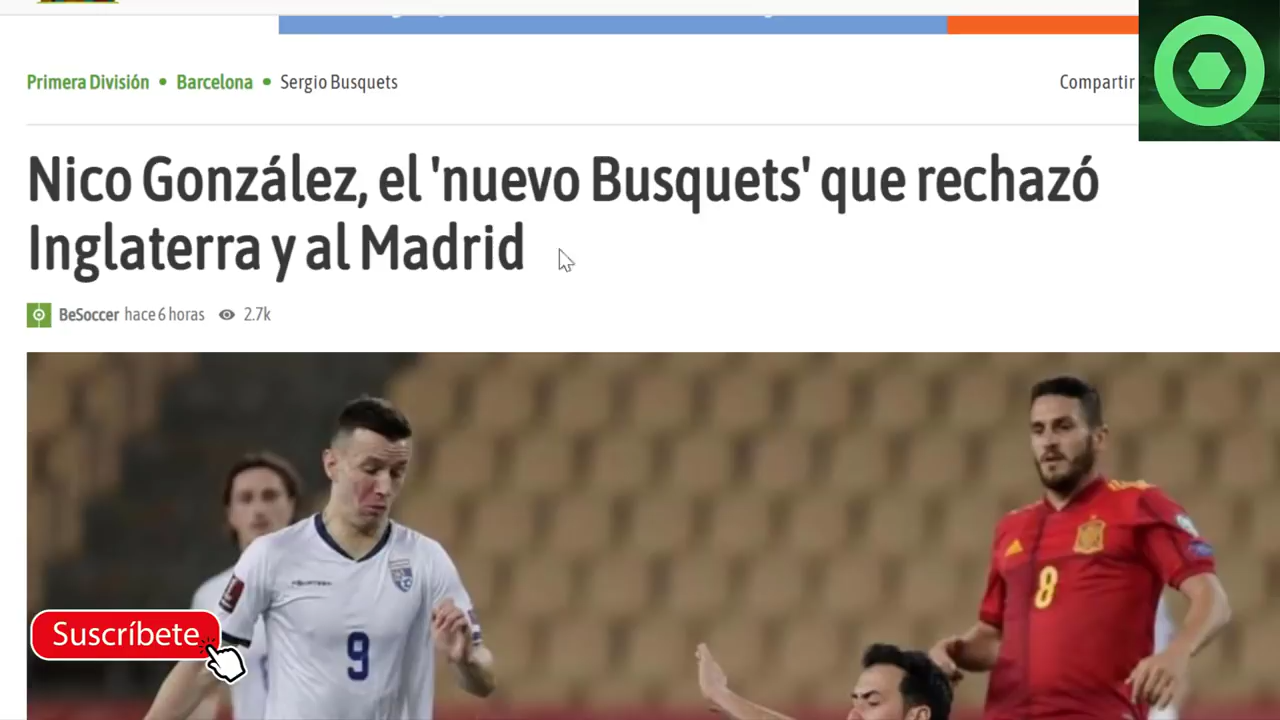 Primera División • Barcelona • Sergio Busquets
Compartir
Nico González, el 'nuevo Busquets' que rechazó
Inglaterra y al Madrid
BeSoccer hace 6 horas 2.7k
8
9
Suscríbete